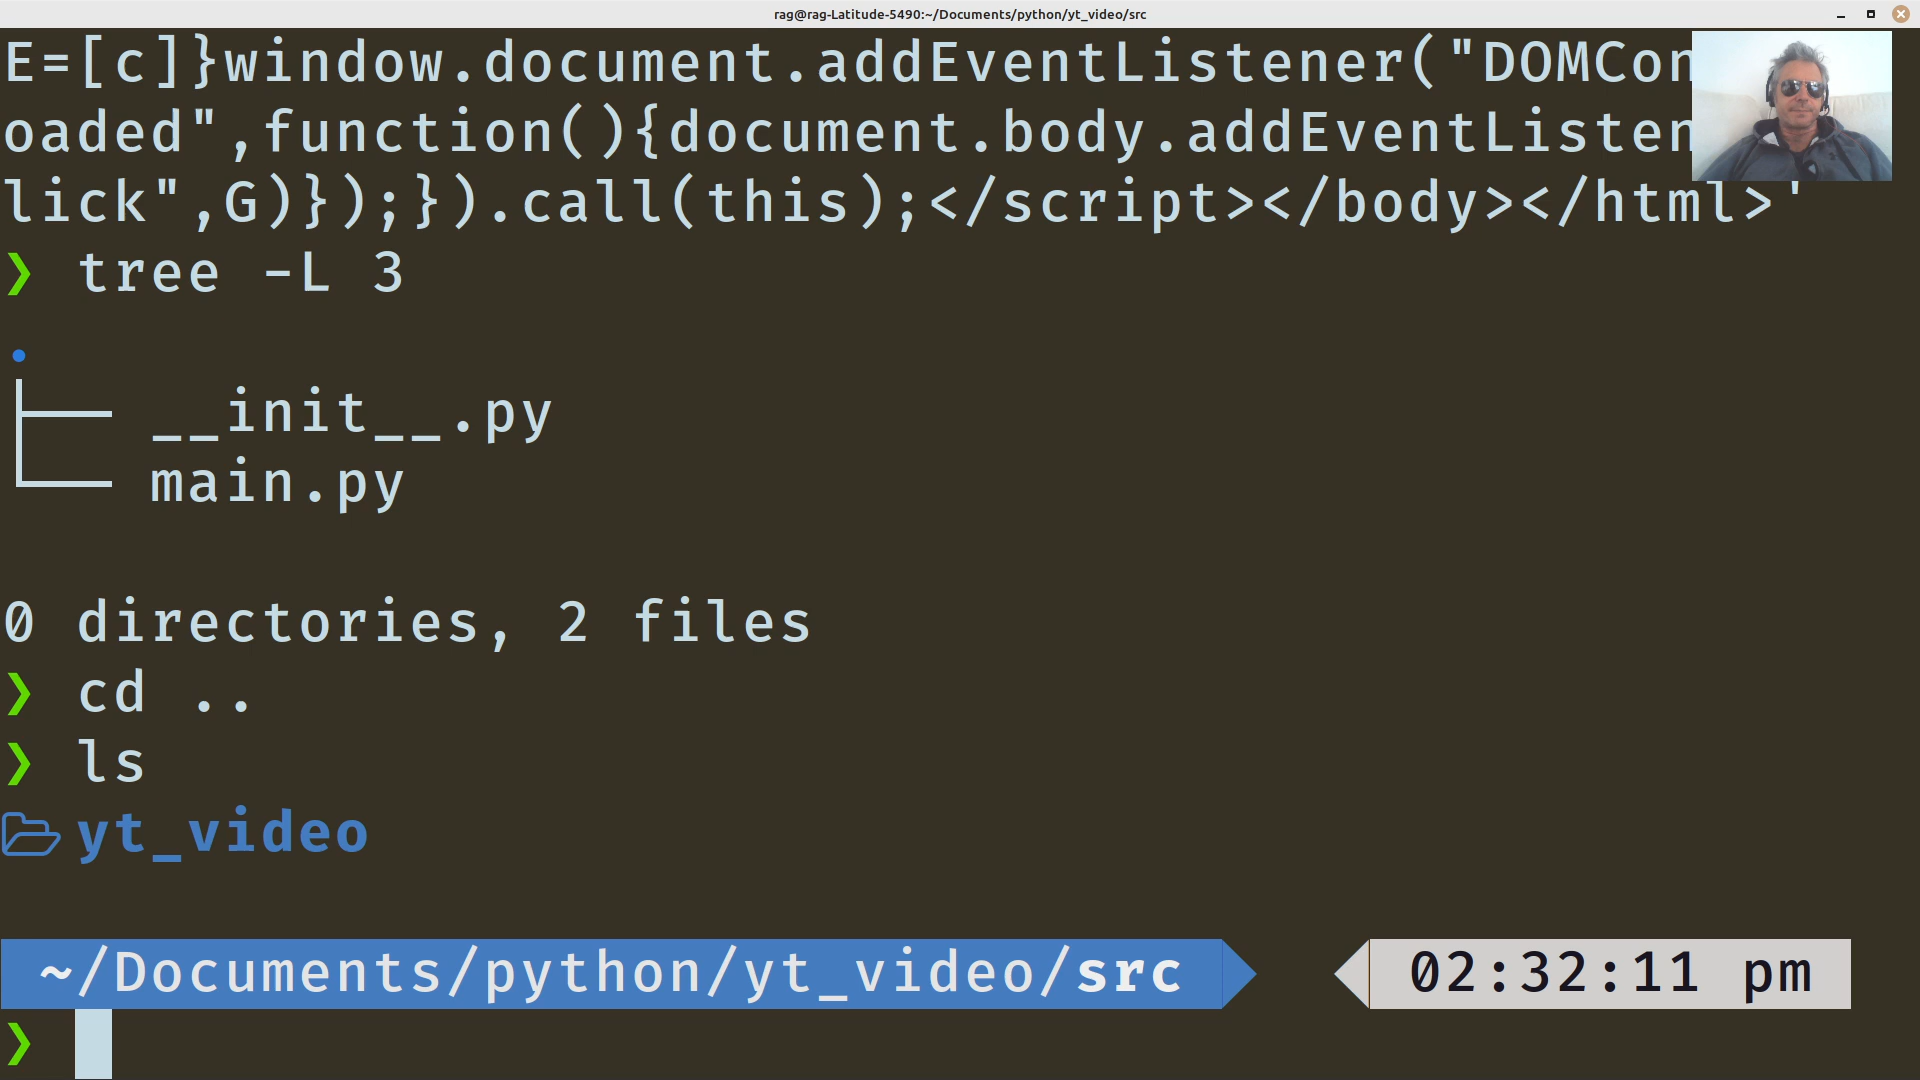 rag@rag-Latitude-5490:~/Documents/python/yt_video/src
E=[c]}window.document.addEventListener("DOMCon
oaded",function(){document.body.addEventListen
lick",G)});}).call(this);</script></body></html>'
❯ tree -L 3
.
├── __init__.py
└── main.py
0 directories, 2 files
❯ cd ..
❯ ls
yt_video
~/Documents/python/yt_video/src 02:32:11 pm
❯